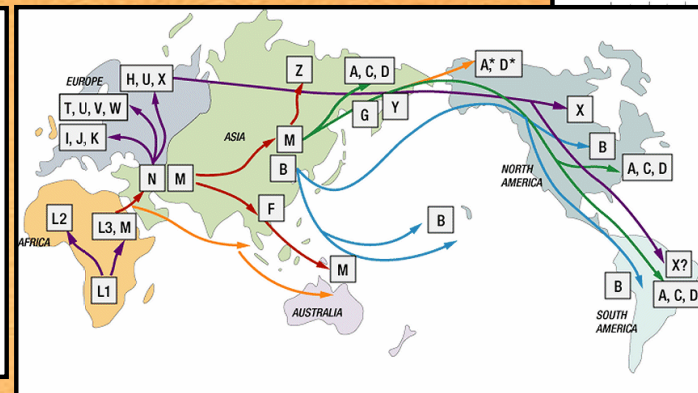 Z
A, C, D
A,* D*
EUROPE
H, U, X
T, U, V, W
G
Y
X
I, J, K
ASIA
M
B
B
A, C, D
N
M
NORTH
AMERICA
L2
L3, M
F
B
AFRICA
M
X?
L1
B
A, C, D
AUSTRALIA
SOUTH
AMERICA